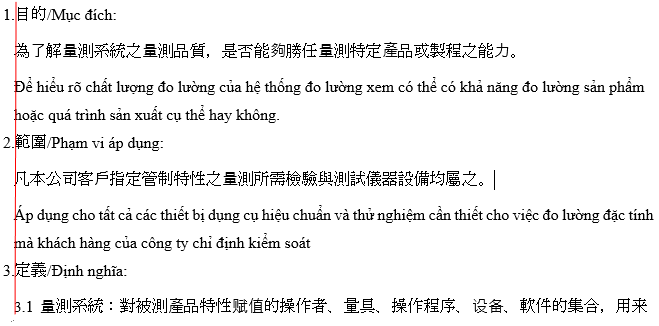 1.目的/Mục đích:
為了解量測系統之量測品質，是否能夠勝任量測特定產品或製程之能力。
Để hiểu rõ chất lượng đo lường của hệ thống đo lường xem có thể có khả năng đo lường sản phẩm
hoặc quá trình sản xuất cụ thể hay không.
2.範圍/Phạm vi áp dụng:
凡本公司客戶指定管制特性之量測所需檢驗與測試儀器設備均屬之。
Áp dụng cho tất cả các thiết bị dụng cụ hiệu chuẩn và thử nghiệm cần thiết cho việc đo lường đặc tính
mà khách hàng của công ty chỉ định kiểm soát
3.定義/Định nghĩa:
3.1 量測系統：對被測產品特性赋值的操作者、量具、操作程序、设备、軟件的集合，用来